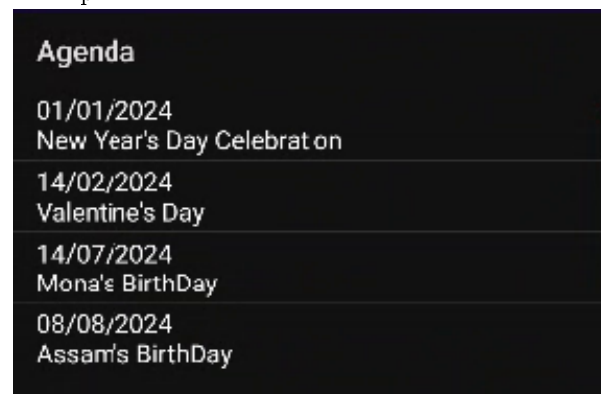 Agenda
01/01/2024
New Year's Day Celebrat on
14/02/2024
Valentine's Day
14/07/2024
Mona's BirthDay
08/08/2024
Assam's BirthDay